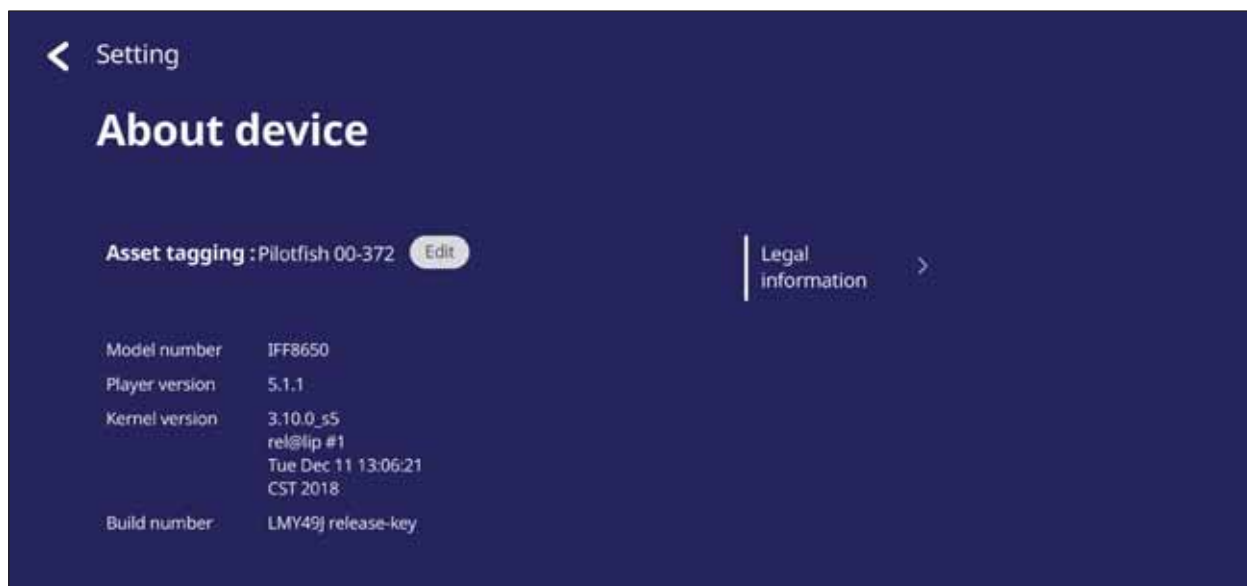 Setting
About device
Asset tagging : Pilotfish 00-372 Edit
Legal
information
Model number IFF8650
Player version 5.1.1
Kernel version 3.10.0_s5
rel@lip #1
Tue Dec 11 13:06:21
CST 2018
Build number LMY49J release-key